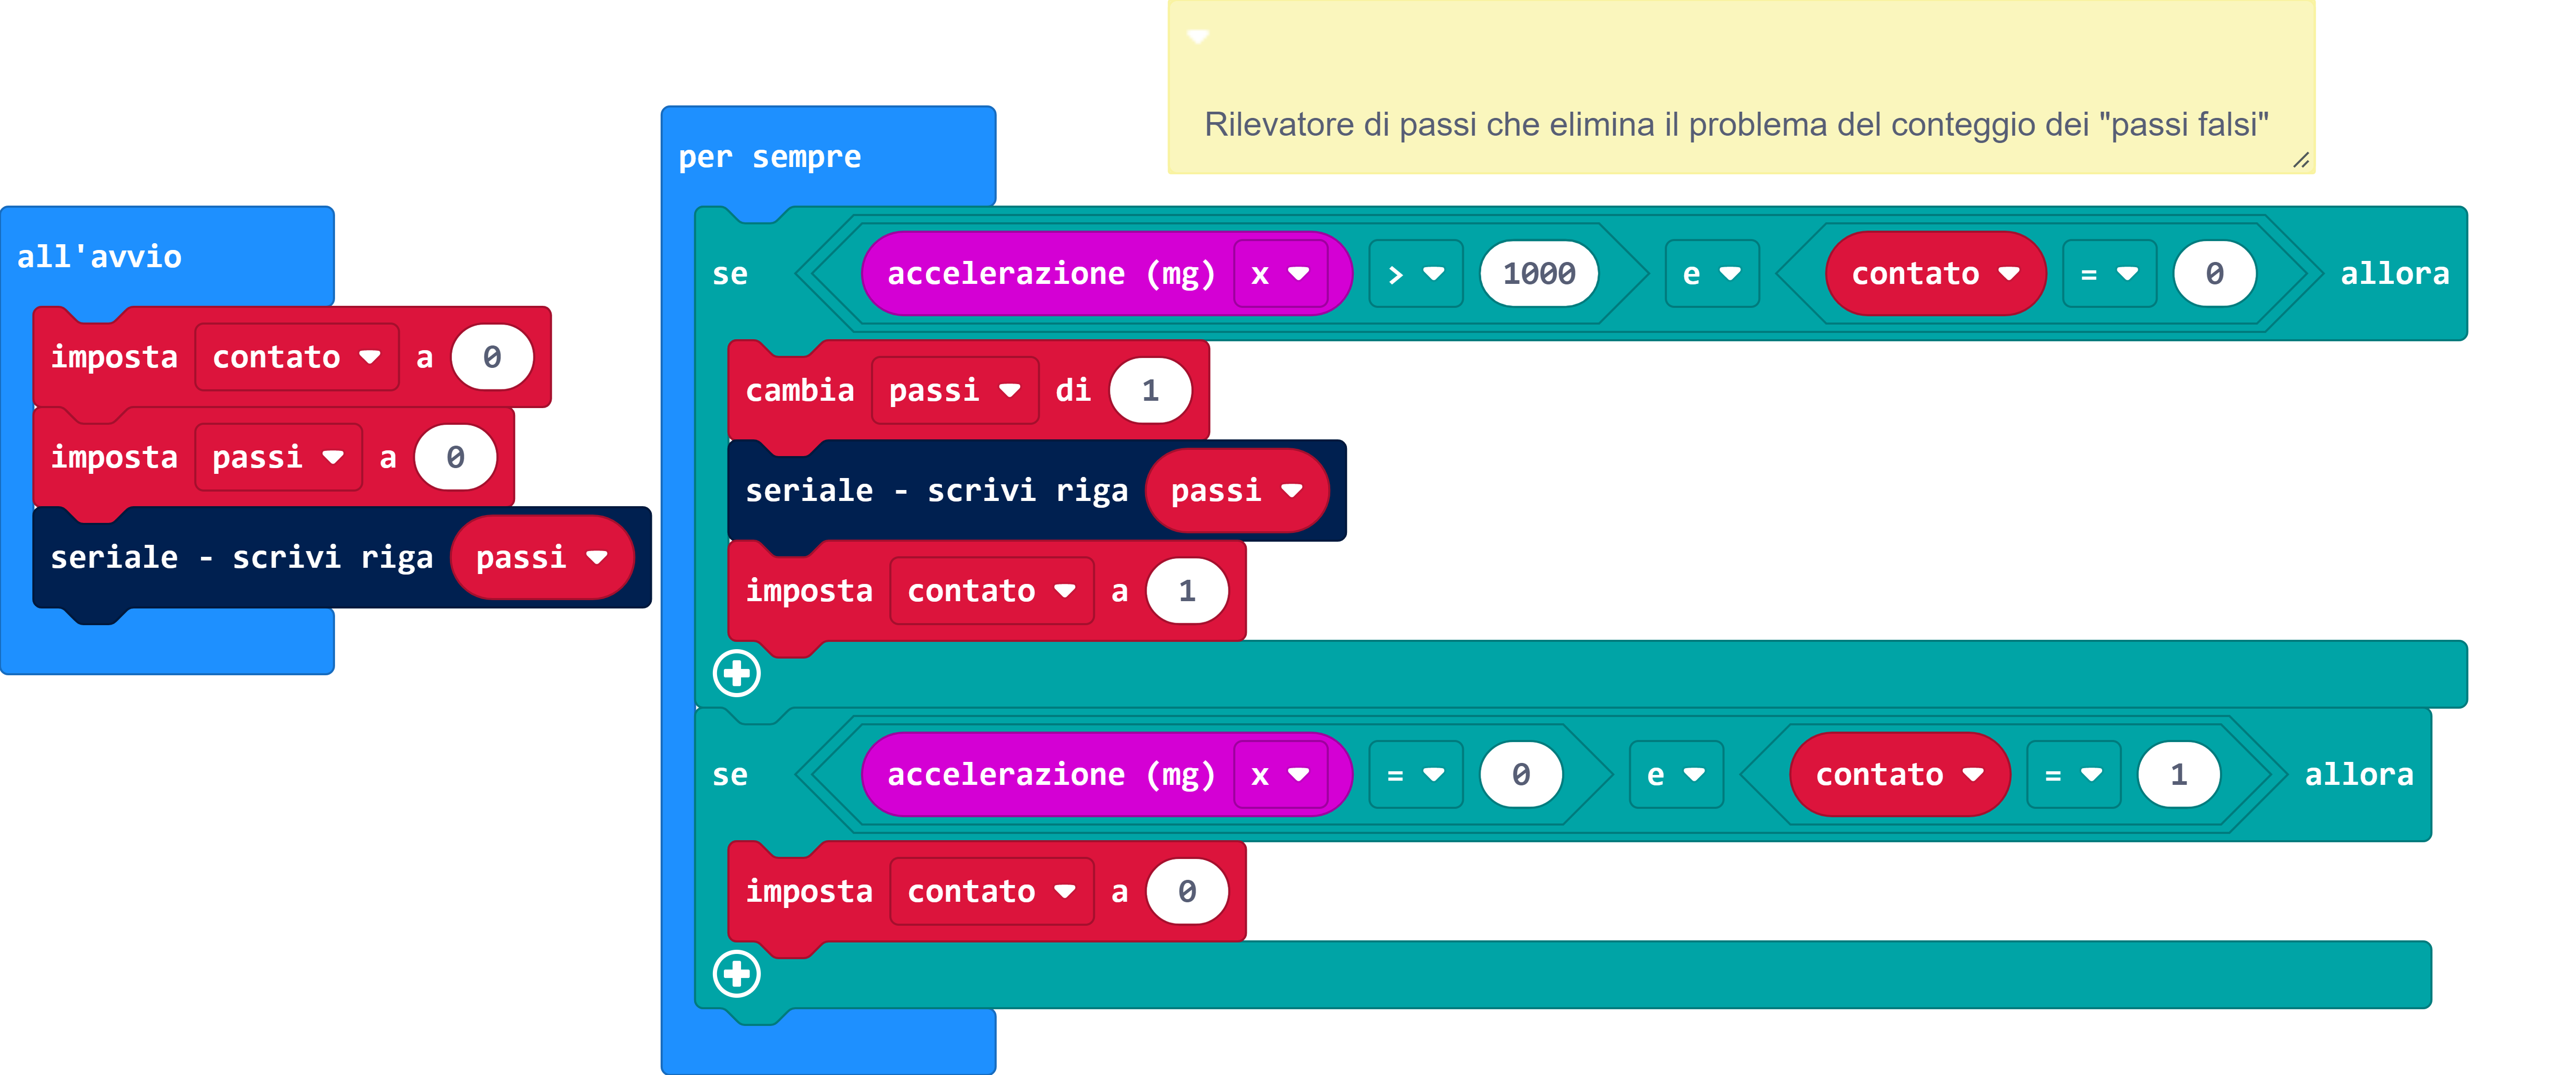 Rilevatore di passi che elimina il problema del conteggio dei "passi falsi"
all'avvio
imposta contato a 0
imposta passi a 0
seriale - scrivi riga passi
per sempre
se accelerazione (mg) x > 1000 e contato = 0 allora
cambia passi di 1
seriale - scrivi riga passi
imposta contato a 1
se accelerazione (mg) x = 0 e contato = 1 allora
imposta contato a 0